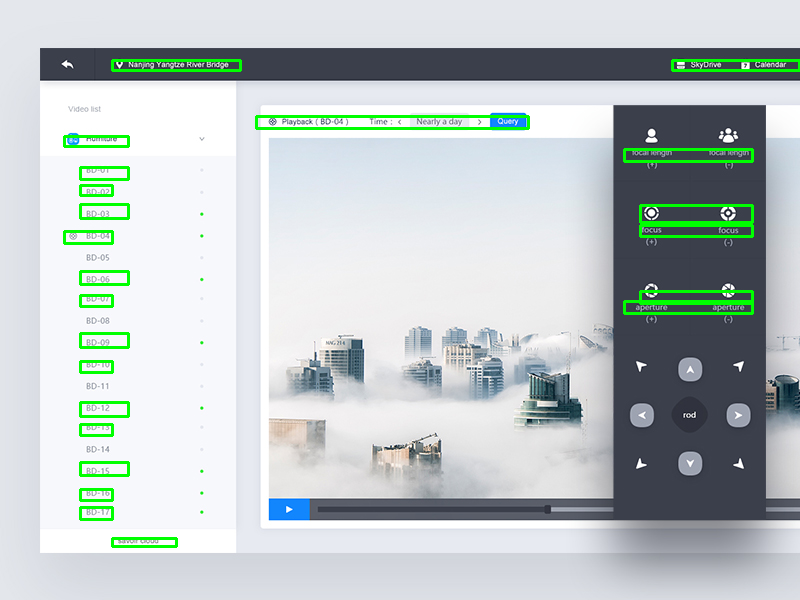 Nanjing Yangtze River Bridge
SkyDrive
Calendar
Video list
Playback ( BD-04 )
Time :
Nearly a day
Query
Furniture
BD-01
BD-02
BD-03
BD-04
BD-05
BD-06
BD-07
BD-08
BD-09
BD-10
BD-11
BD-12
BD-13
BD-14
BD-15
BD-16
BD-17
savoir cloud
focal length
(+)
focal length
(-)
focus
(+)
focus
(-)
aperture
(+)
aperture
(-)
rod